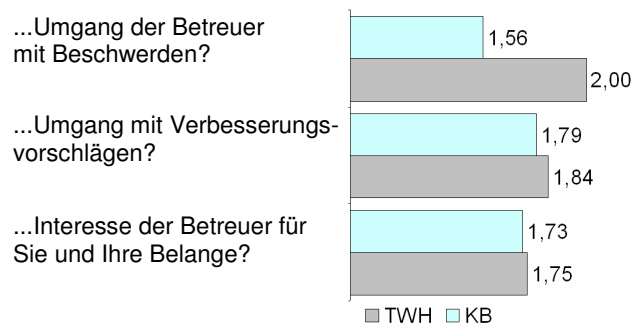 ...Umgang der Betreuer
mit Beschwerden?
1,56
2,00
...Umgang mit Verbesserungs-
vorschlägen?
1,79
1,84
...Interesse der Betreuer für
Sie und Ihre Belange?
1,73
1,75
TWH KB